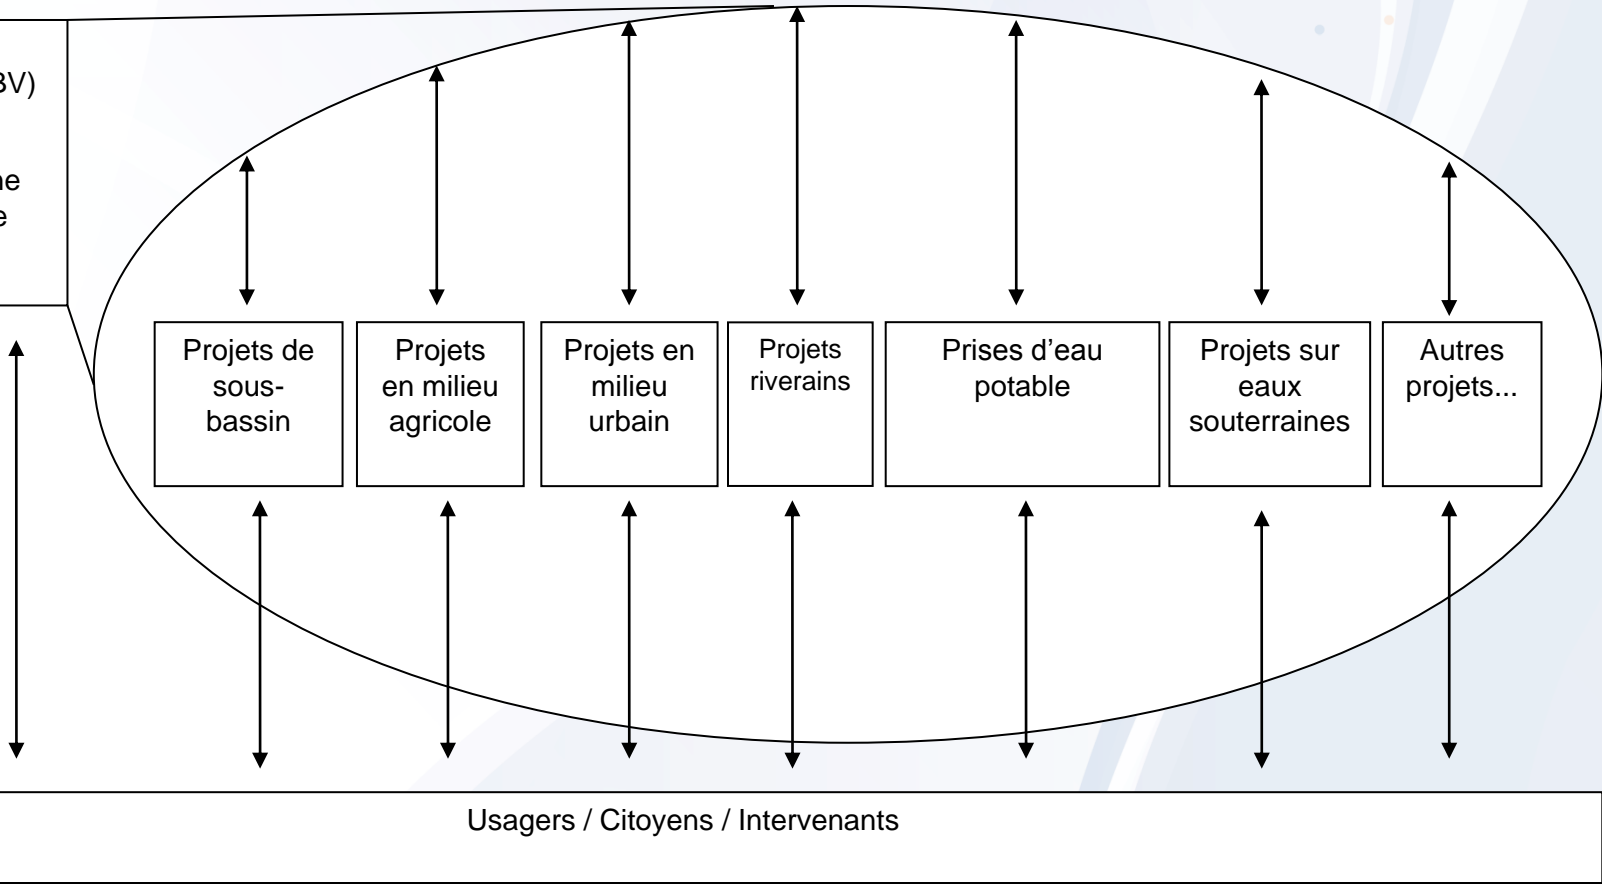 BV)
ne
e
Projets de
sous-
bassin
Projets
en milieu
agricole
Projets en
milieu
urbain
Projets
riverains
Prises d’eau
potable
Projets sur
eaux
souterraines
Autres
projets...
Usagers / Citoyens / Intervenants